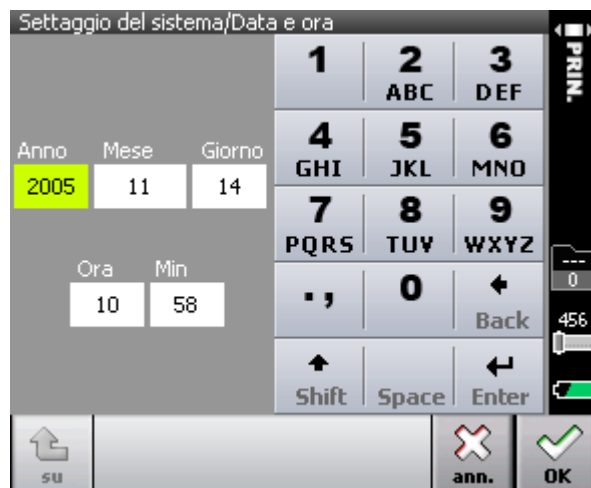 Settaggio del sistema/Data e ora
PRIN.
1
2
ABC
3
DEF
Anno Mese Giorno
2005 11 14
4
GHI
5
JKL
6
MNO
7
PQRS
8
TUV
9
WXYZ
Ora Min
10 58
.,
0
Back
Shift
Space
Enter
---
0
456
su
ann.
OK